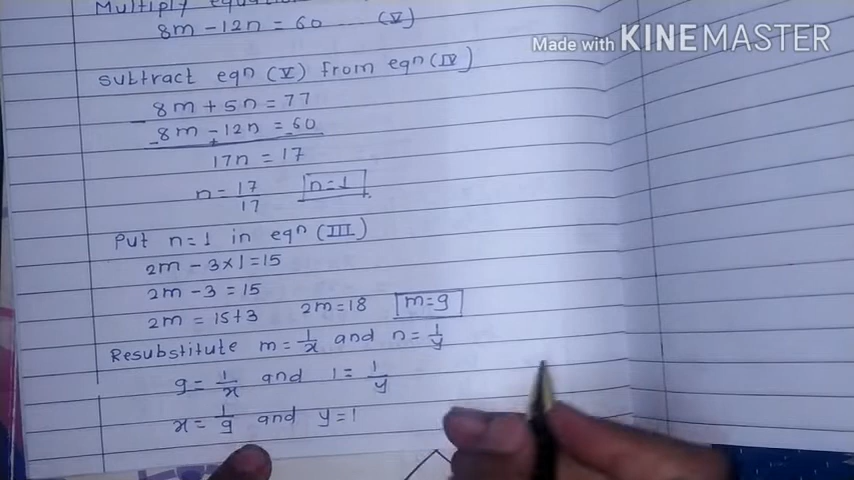 Multiply equation
8m - 12n = 60 (V)
Made with KINEMASTER
subtract eqn (V) from eqn (IV)
8m + 5n = 77
8m - 12n = 60
17n = 17
n = 17/17 n = 1
Put n = 1 in eqn (III)
2m - 3 × 1 = 15
2m - 3 = 15
2m = 15 + 3 2m = 18 m = 9
Resubstitute m = 1/x and n = 1/y
9 = 1/x and 1 = 1/y
x = 1/9 and y = 1